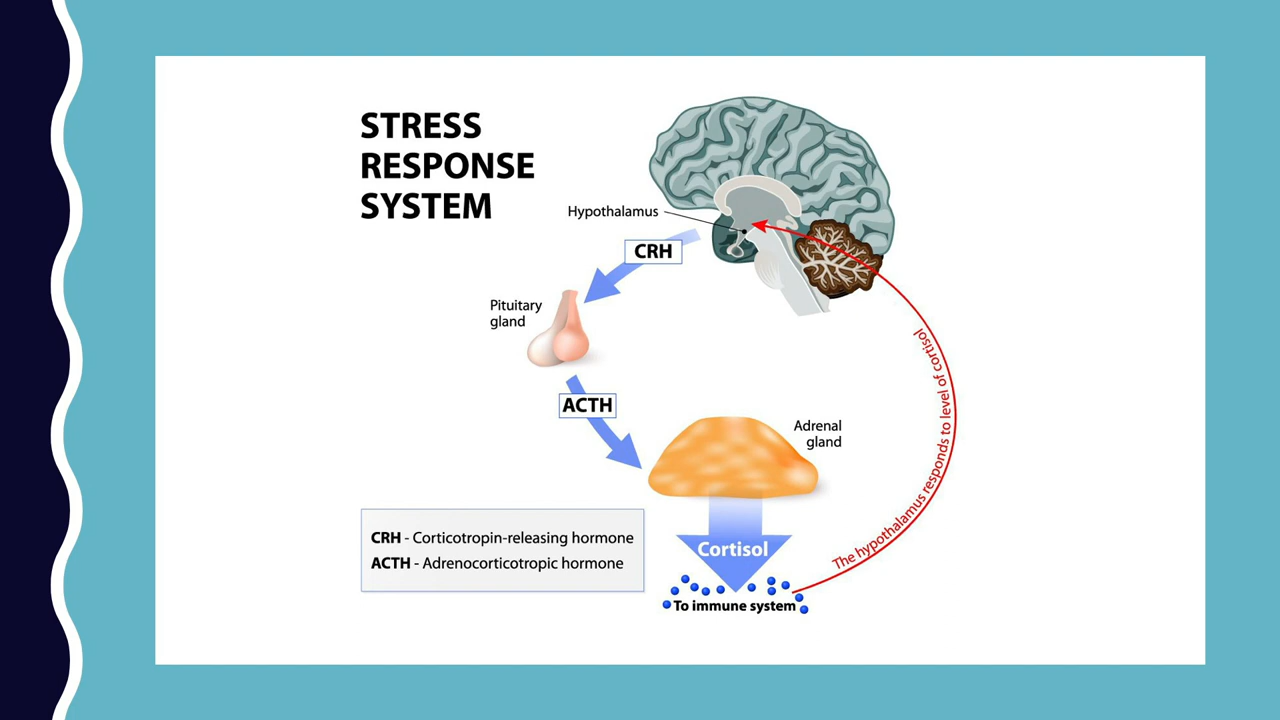 STRESS
RESPONSE
SYSTEM
Hypothalamus
CRH
Pituitary
gland
ACTH
Adrenal
gland
Cortisol
To immune system
The hypothalamus responds to level of cortisol
CRH - Corticotropin-releasing hormone
ACTH - Adrenocorticotropic hormone